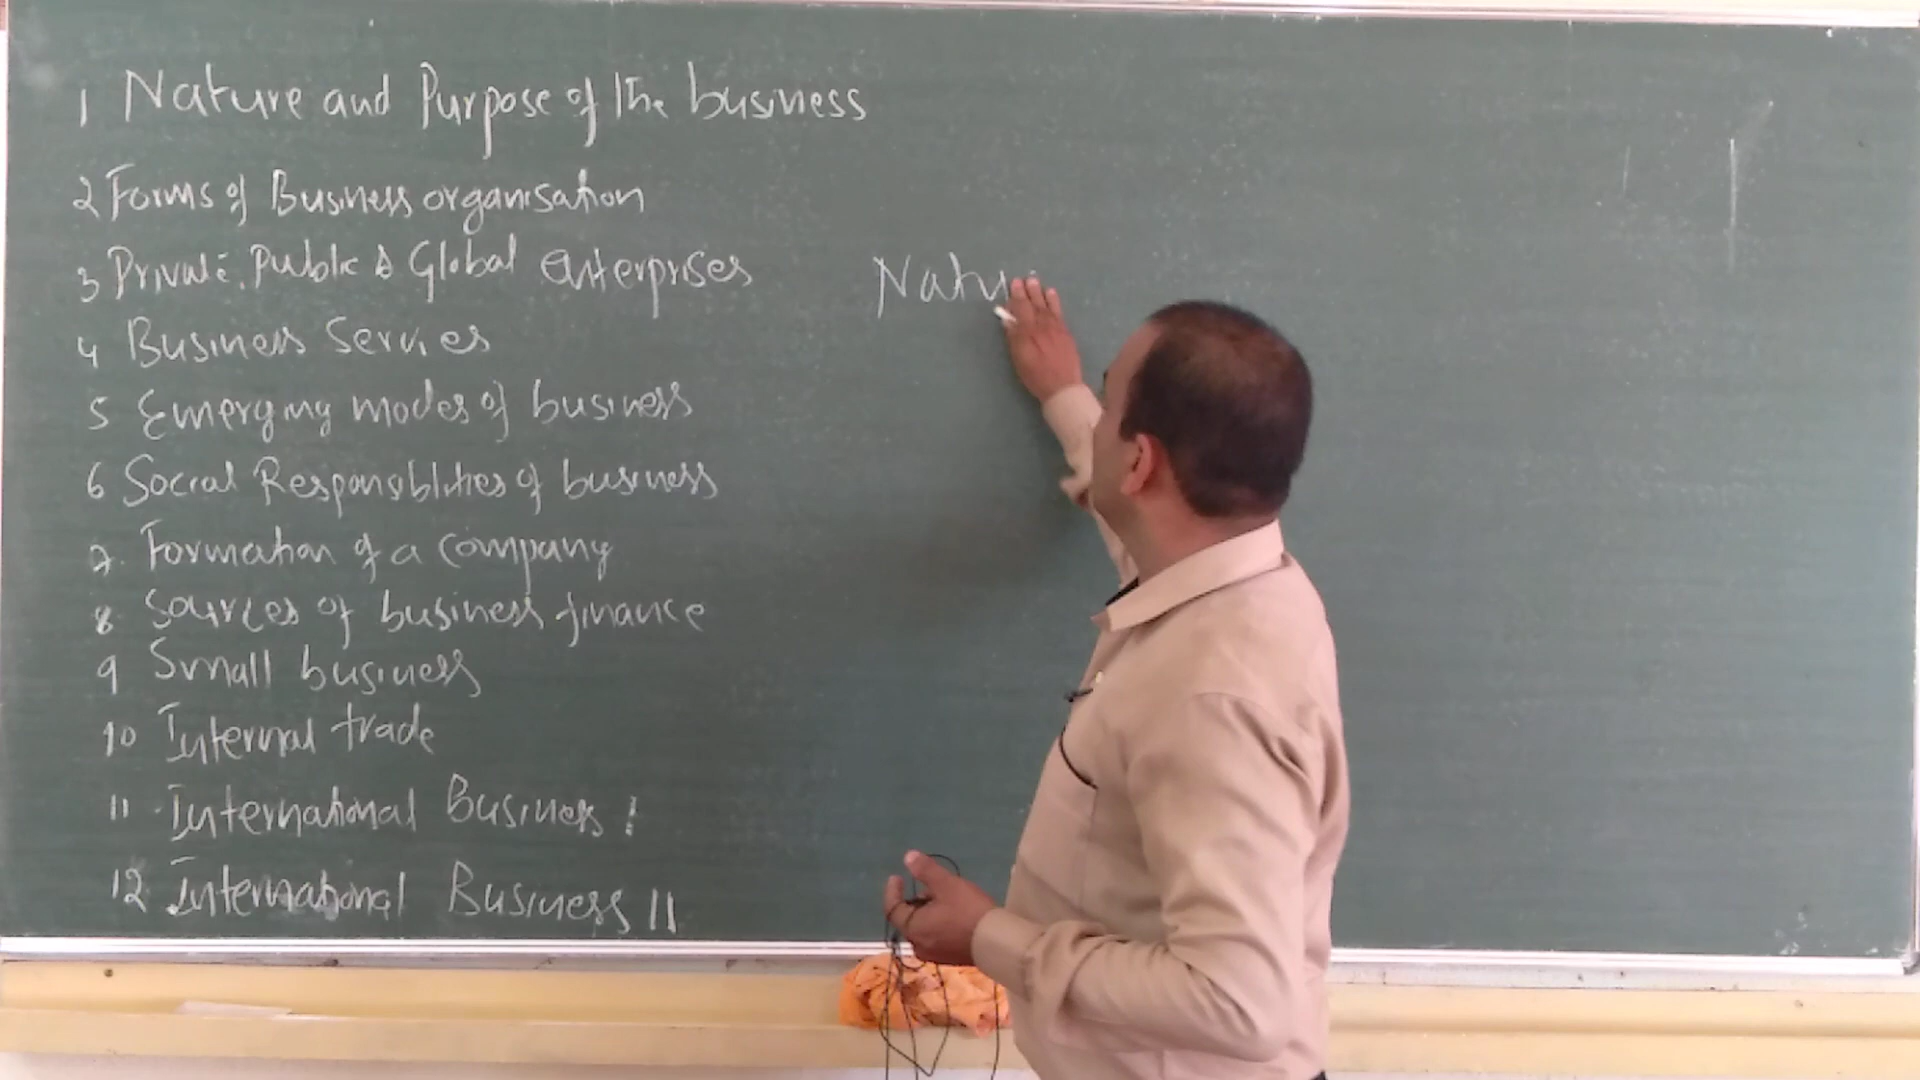 1 Nature and Purpose of the business
2 Forms of Business organisation
3 Private, Public & Global enterprises
4 Business Services
5 Emerging modes of business
6 Social Responsiblities of business
7. Formation of a company
8 Sources of business finance
9 Small business
10 Internal trade
11 International Business I
12 International Business II
Natu